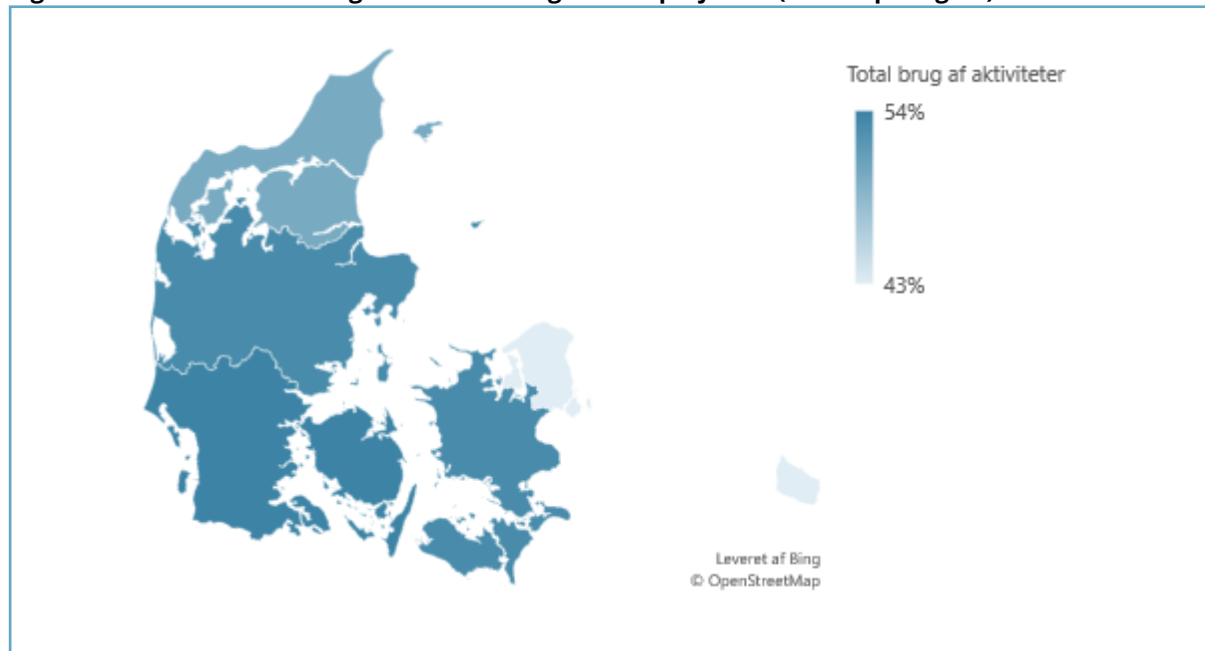 Total brug af aktiviteter
54%
43%
Leveret af Bing
© OpenStreetMap